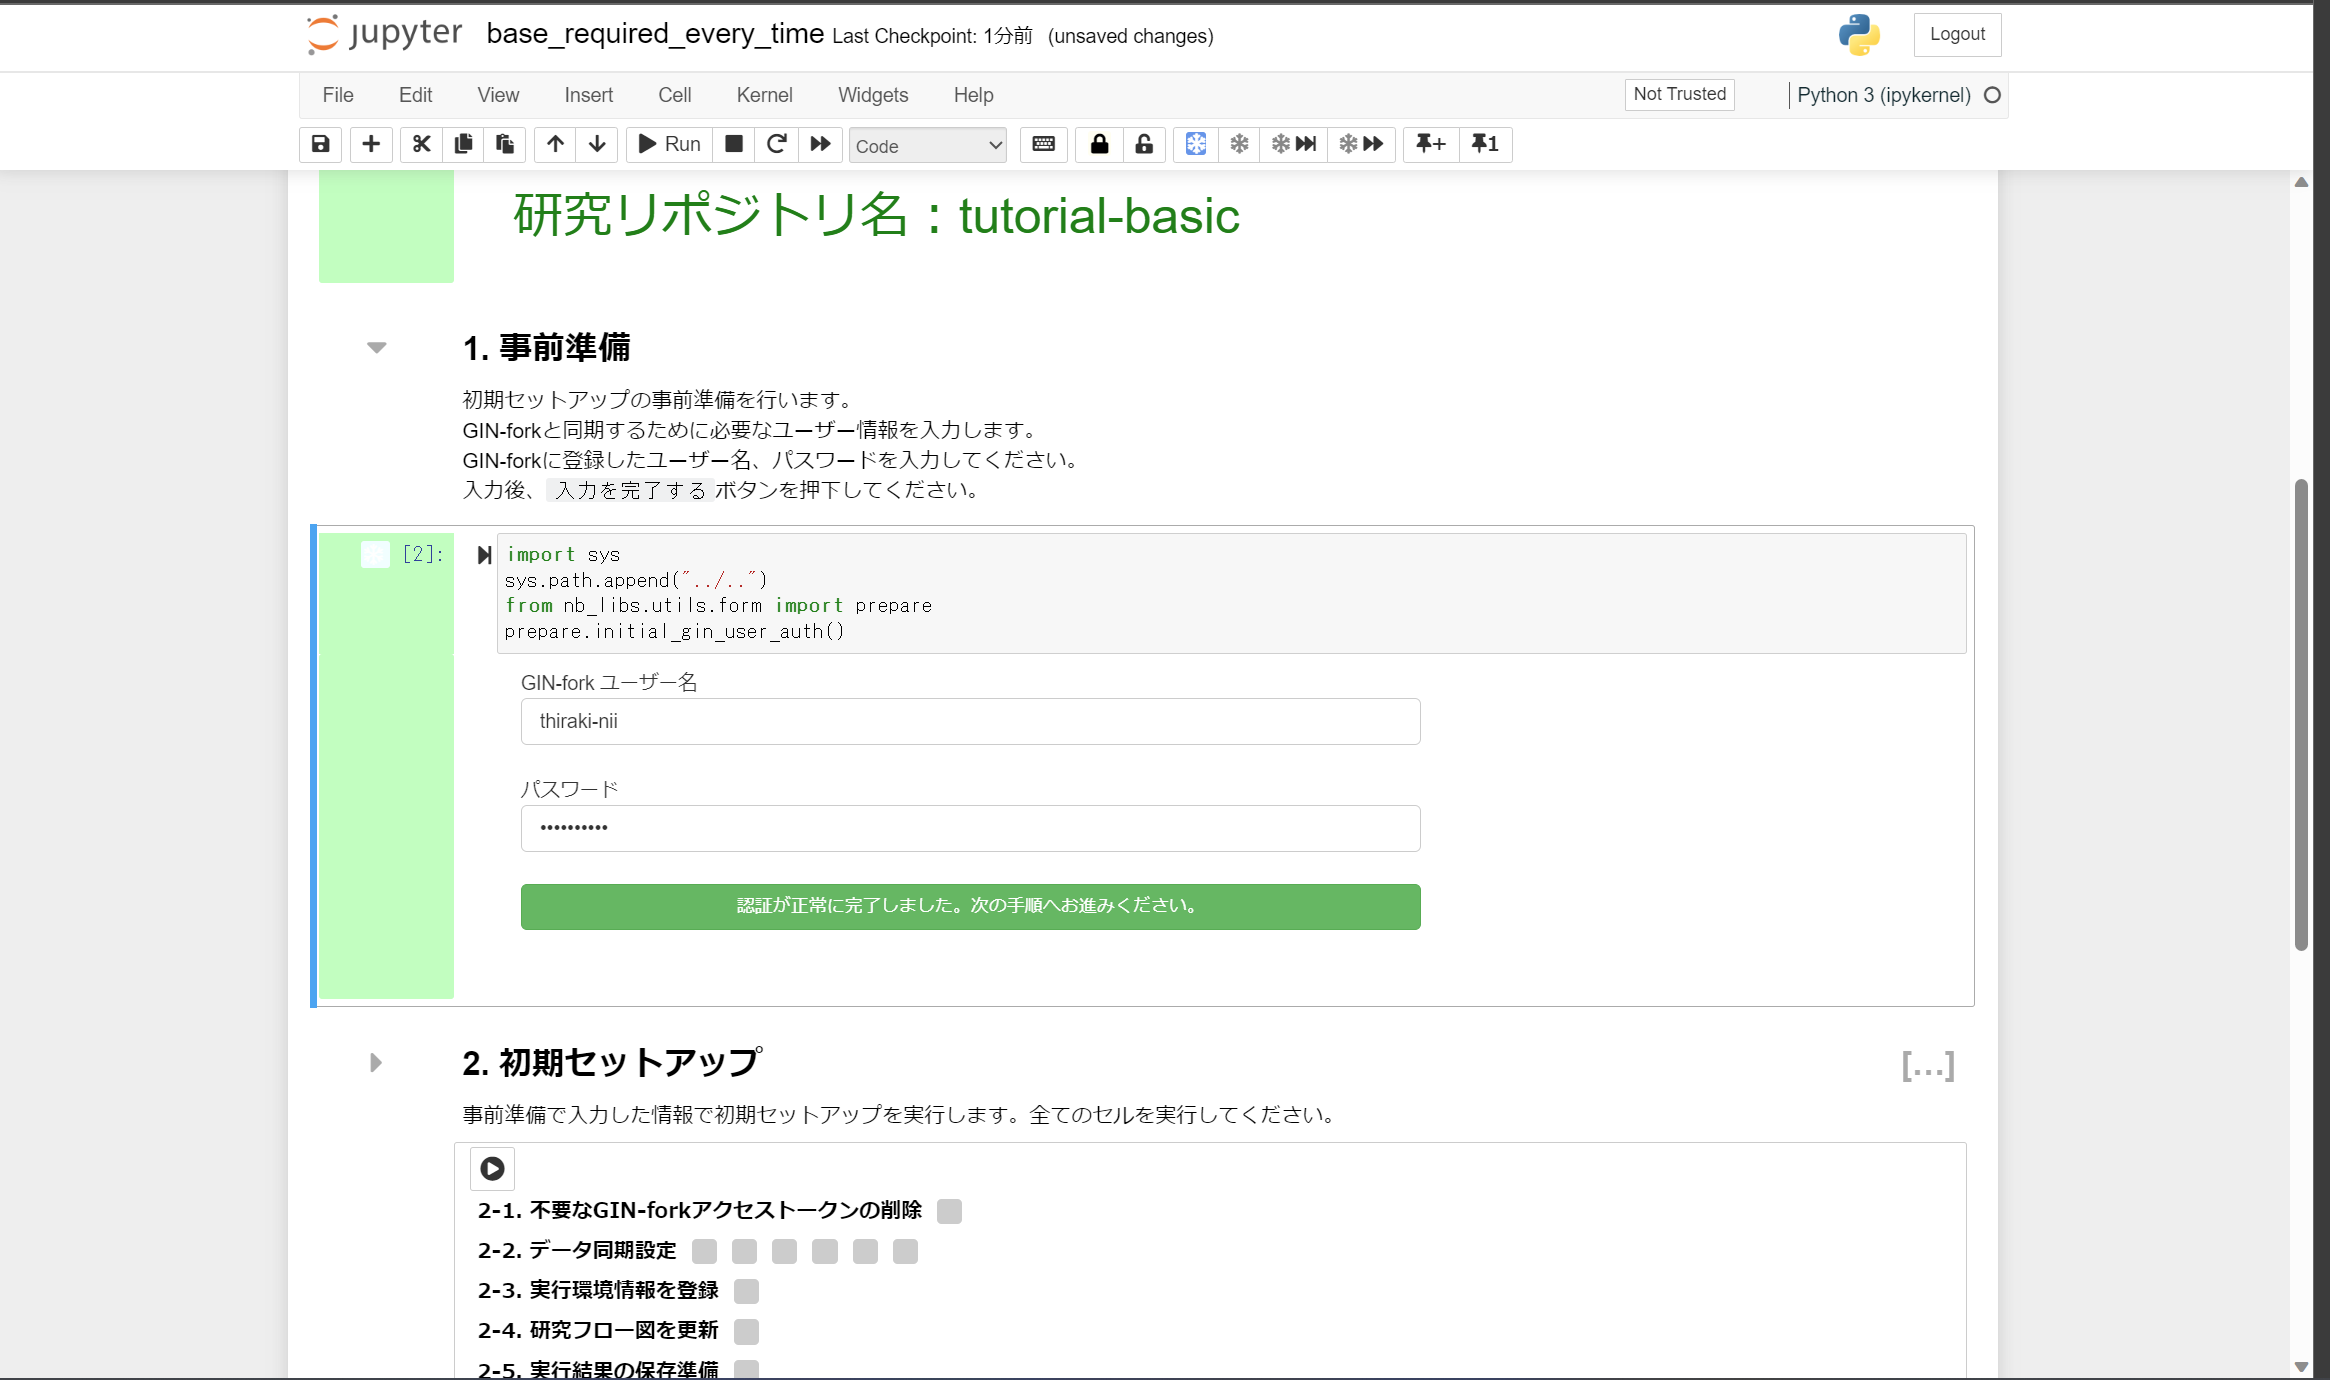 jupyter base_required_every_time Last Checkpoint: 1分前 (unsaved changes) Logout
File Edit View Insert Cell Kernel Widgets Help Not Trusted Python 3 (ipykernel)
Run Code +1
研究リポジトリ名：tutorial-basic
1. 事前準備
初期セットアップの事前準備を行います。
GIN-forkと同期するために必要なユーザー情報を入力します。
GIN-forkに登録したユーザー名、パスワードを入力してください。
入力後、 入力を完了する ボタンを押下してください。
[2]: import sys
sys.path.append("../..")
from nb_libs.utils.form import prepare
prepare.initial_gin_user_auth()
GIN-fork ユーザー名
thiraki-nii
パスワード
••••••••••
認証が正常に完了しました。次の手順へお進みください。
2. 初期セットアップ [...]
事前準備で入力した情報で初期セットアップを実行します。全てのセルを実行してください。
2-1. 不要なGIN-forkアクセストークンの削除
2-2. データ同期設定
2-3. 実行環境情報を登録
2-4. 研究フロー図を更新
2-5. 実行結果の保存準備